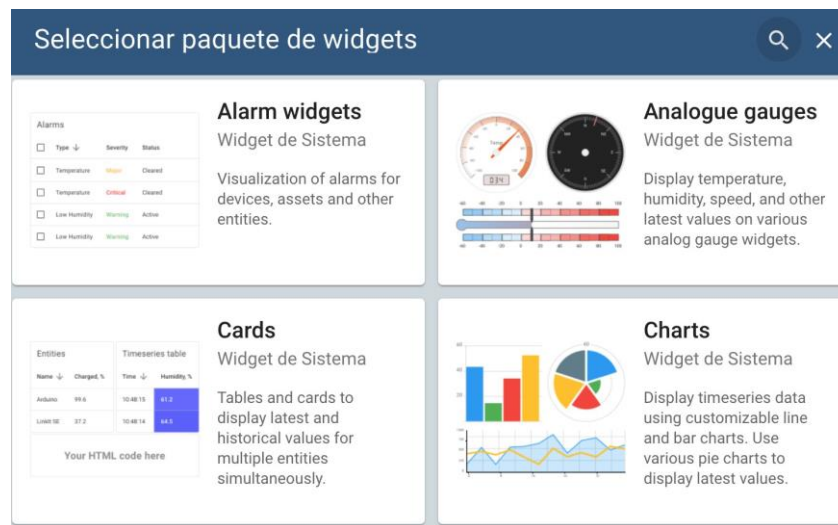 Seleccionar paquete de widgets
Alarms
Type Severity Status
Temperature Major Cleared
Temperature Critical Cleared
Low Humidity Warning Active
Low Humidity Warning Active
Alarm widgets
Widget de Sistema
Visualization of alarms for
devices, assets and other
entities.
Temp
Analogue gauges
Widget de Sistema
Display temperature,
humidity, speed, and other
latest values on various
analog gauge widgets.
Entities
Name Charged, %
Arduino 99.6
37.2
Timeseries table
Time Humidity, %
10:48:15 61.2
10:48:14 64.5
Your HTML code here
Cards
Widget de Sistema
Tables and cards to
display latest and
historical values for
multiple entities
simultaneously.
60
40
20
Charts
Widget de Sistema
Display timeseries data
using customizable line
and bar charts. Use
various pie charts to
display latest values.